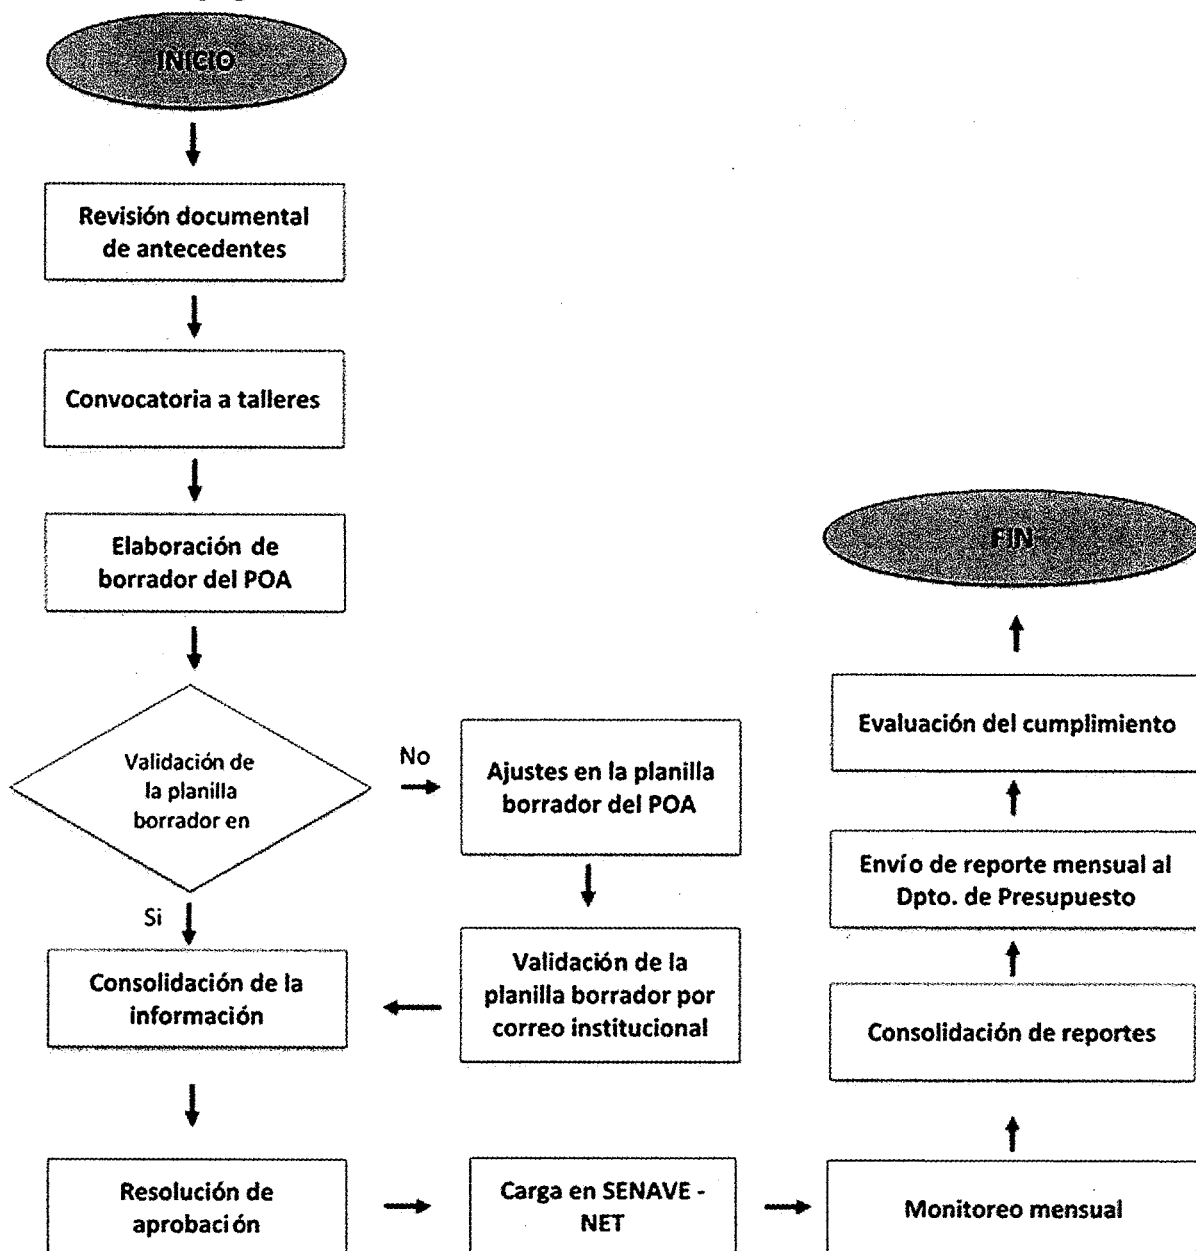 INICIO
Revisión documental
de antecedentes
Convocatoria a talleres
Elaboración de
borrador del POA
Validación de
la planilla
borrador en
No
Ajustes en la planilla
borrador del POA
Si
Validación de la
planilla borrador por
correo institucional
Consolidación de la
información
Resolución de
aprobación
Carga en SENAVE -
NET
Monitoreo mensual
Consolidación de reportes
Envío de reporte mensual al
Dpto. de Presupuesto
Evaluación del cumplimiento
FIN